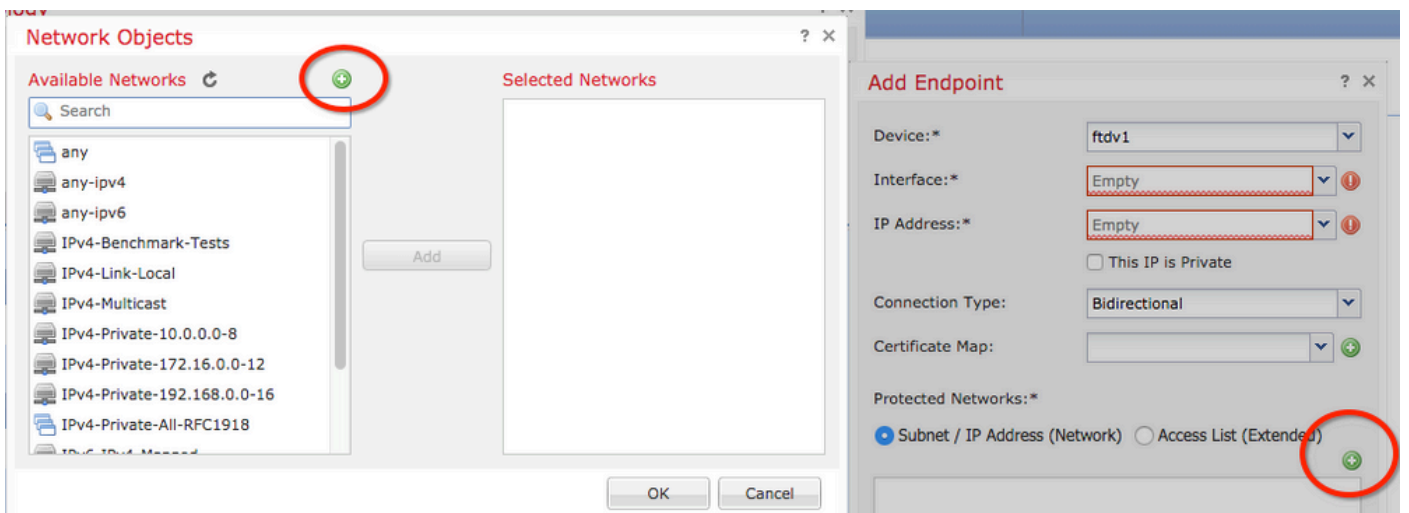 Network Objects
?
Available Networks
Selected Networks
Search
any
any-ipv4
any-ipv6
IPv4-Benchmark-Tests
IPv4-Link-Local
IPv4-Multicast
IPv4-Private-10.0.0.0-8
IPv4-Private-172.16.0.0-12
IPv4-Private-192.168.0.0-16
IPv4-Private-All-RFC1918
Add
OK
Cancel
Add Endpoint
?
Device:*
ftdv1
Interface:*
Empty
IP Address:*
Empty
This IP is Private
Connection Type:
Bidirectional
Certificate Map:
Protected Networks:*
Subnet / IP Address (Network)
Access List (Extended)